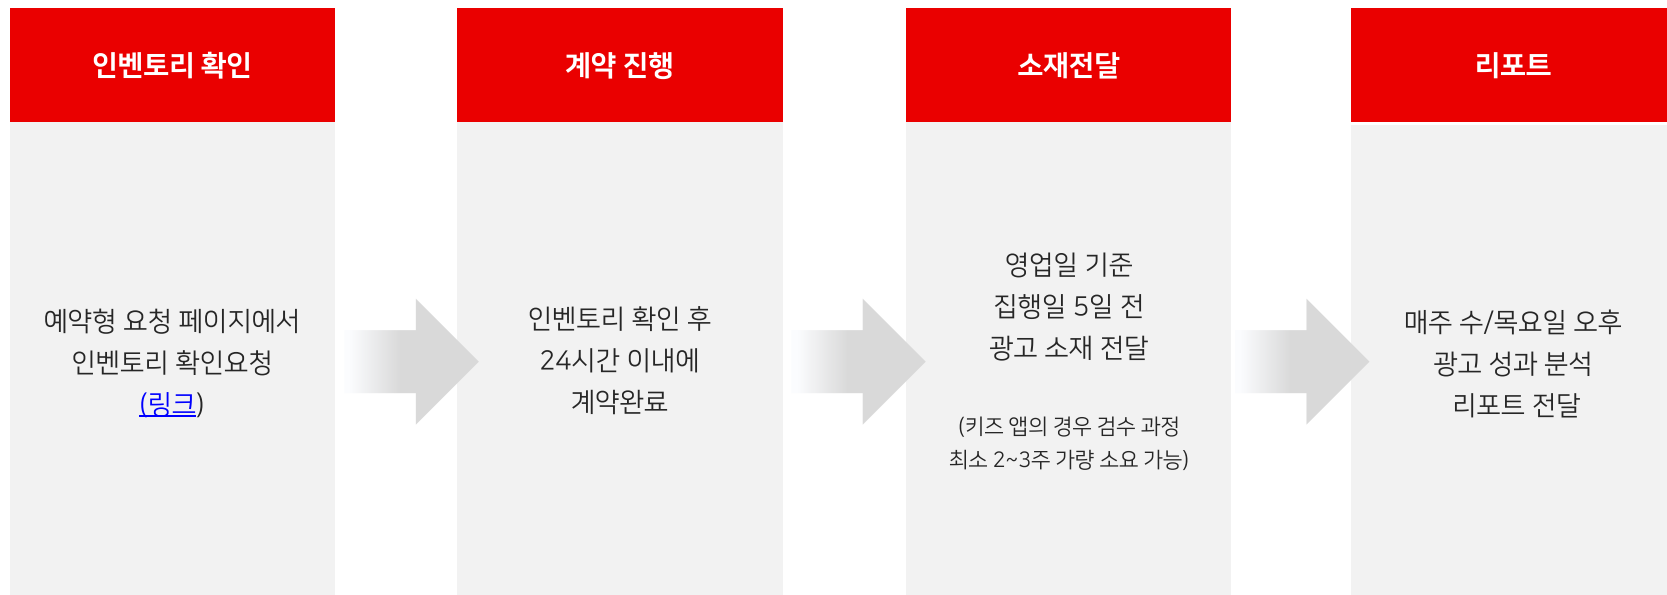 인벤토리 확인
예약형 요청 페이지에서
인벤토리 확인요청
(링크)
계약 진행
인벤토리 확인 후
24시간 이내에
계약완료
소재전달
영업일 기준
집행일 5일 전
광고 소재 전달
(키즈 앱의 경우 검수 과정
최소 2~3주 가량 소요 가능)
리포트
매주 수/목요일 오후
광고 성과 분석
리포트 전달